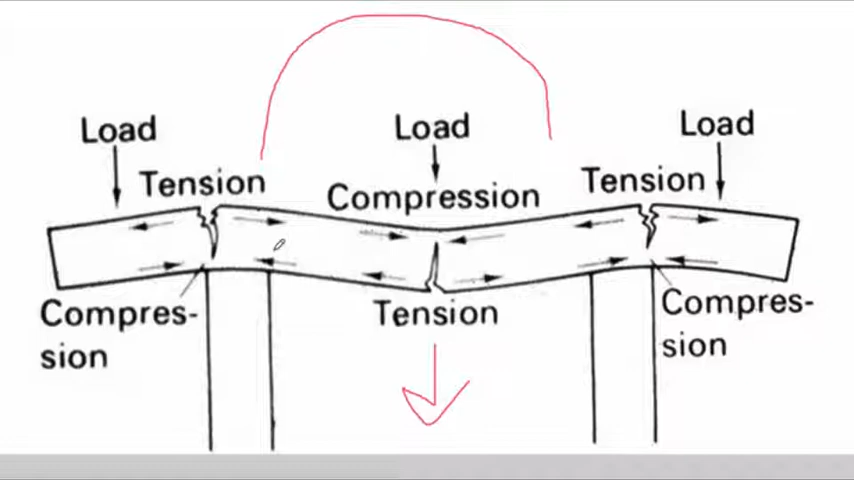 Load
Load
Load
Tension
Compression
Tension
Compres-
sion
Tension
Compres-
sion